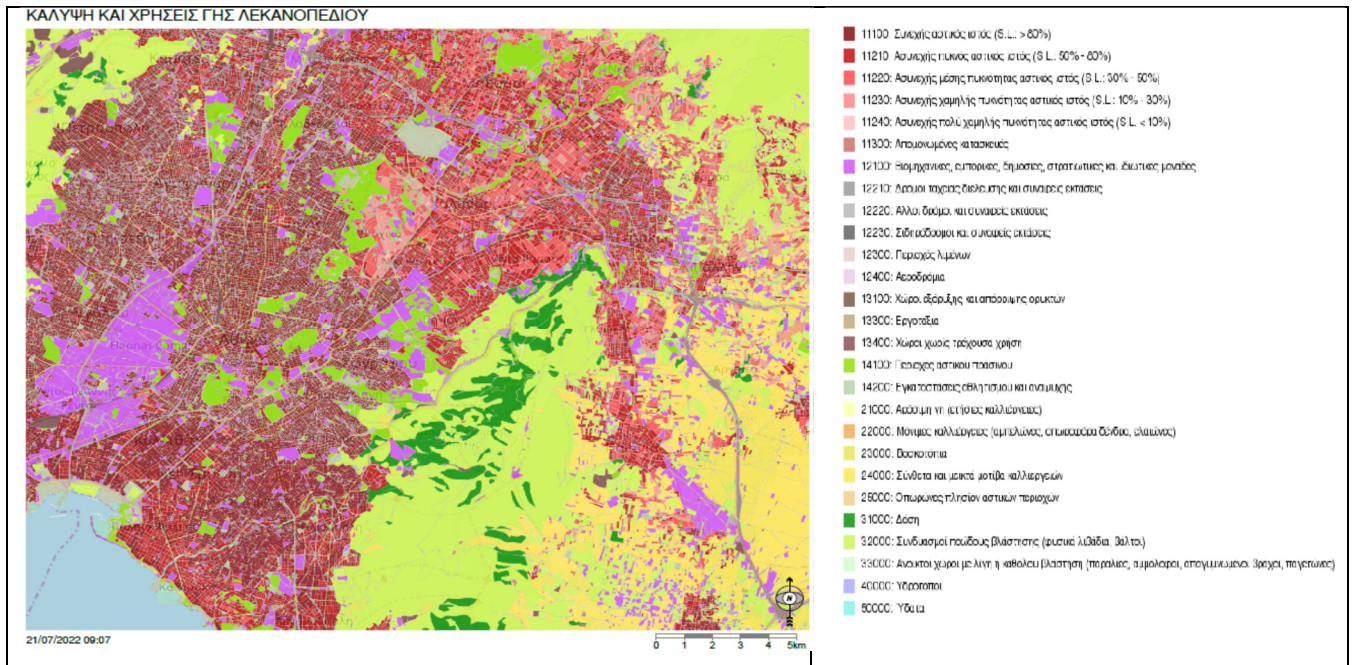 ΚΑΛΥΨΗ ΚΑΙ ΧΡΗΣΕΙΣ ΓΗΣ ΛΕΚΑΝΟΠΕΔΙΟΥ
11100: Συνεχής αστικός ιστός (S.L.: > 80%)
11210: Ασυνεχής πυκνός αστικός ιστός (S.L.: 50% - 80%)
11220: Ασυνεχής μέσης πυκνότητας αστικός ιστός (S.L.: 30% - 50%)
11230: Ασυνεχής χαμηλής πυκνότητας αστικός ιστός (S.L.: 10% - 30%)
11240: Ασυνεχής πολύ χαμηλής πυκνότητας αστικός ιστός (S.L. < 10%)
11300: Απομονωμένες κατασκευές
12100: Βιομηχανικές, εμπορικές, δημόσιες, στρατιωτικές και ιδιωτικές μονάδες
12210: Δρόμοι ταχείας διέλευσης και συναφείς εκτάσεις
12220: Άλλοι δρόμοι και συναφείς εκτάσεις
12230: Σιδηρόδρομοι και συναφείς εκτάσεις
12300: Περιοχές λιμένων
12400: Αεροδρόμια
13100: Χώροι εξόρυξης και απόρριψης ορυκτών
13300: Εργοτάξια
13400: Χώροι χωρίς τρέχουσα χρήση
14100: Περιοχές αστικού πρασίνου
14200: Εγκαταστάσεις αθλητισμού και αναψυχής
21000: Αρόσιμη γη (ετήσιες καλλιέργειες)
22000: Μόνιμες καλλιέργειες (αμπελώνες, οπωροφόρα δένδρα, ελαιώνες)
23000: Βοσκοτόπια
24000: Σύνθετα και μεικτά μοτίβα καλλιεργειών
25000: Οπωρώνες πλησίον αστικών περιοχών
31000: Δάση
32000: Συνδυασμοί ποώδους βλάστησης (φυσικά λιβάδια, βάλτοι)
33000: Ανοικτοί χώροι με λίγη ή καθόλου βλάστηση (παραλίες, αμμόλοφοι, απογυμνωμένοι βράχοι, παγετώνες)
40000: Υδρότοποι
50000: Ύδατα
N
21/07/2022 09:07
0 1 2 3 4 5km